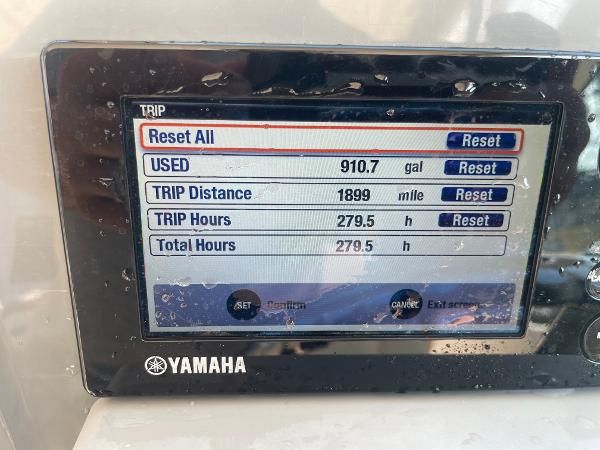 TRIP
Reset All Reset
USED 910.7 gal Reset
TRIP Distance 1899 mile Reset
TRIP Hours 279.5 h Reset
Total Hours 279.5 h
SET Confirm CANCEL Exit screen
YAMAHA